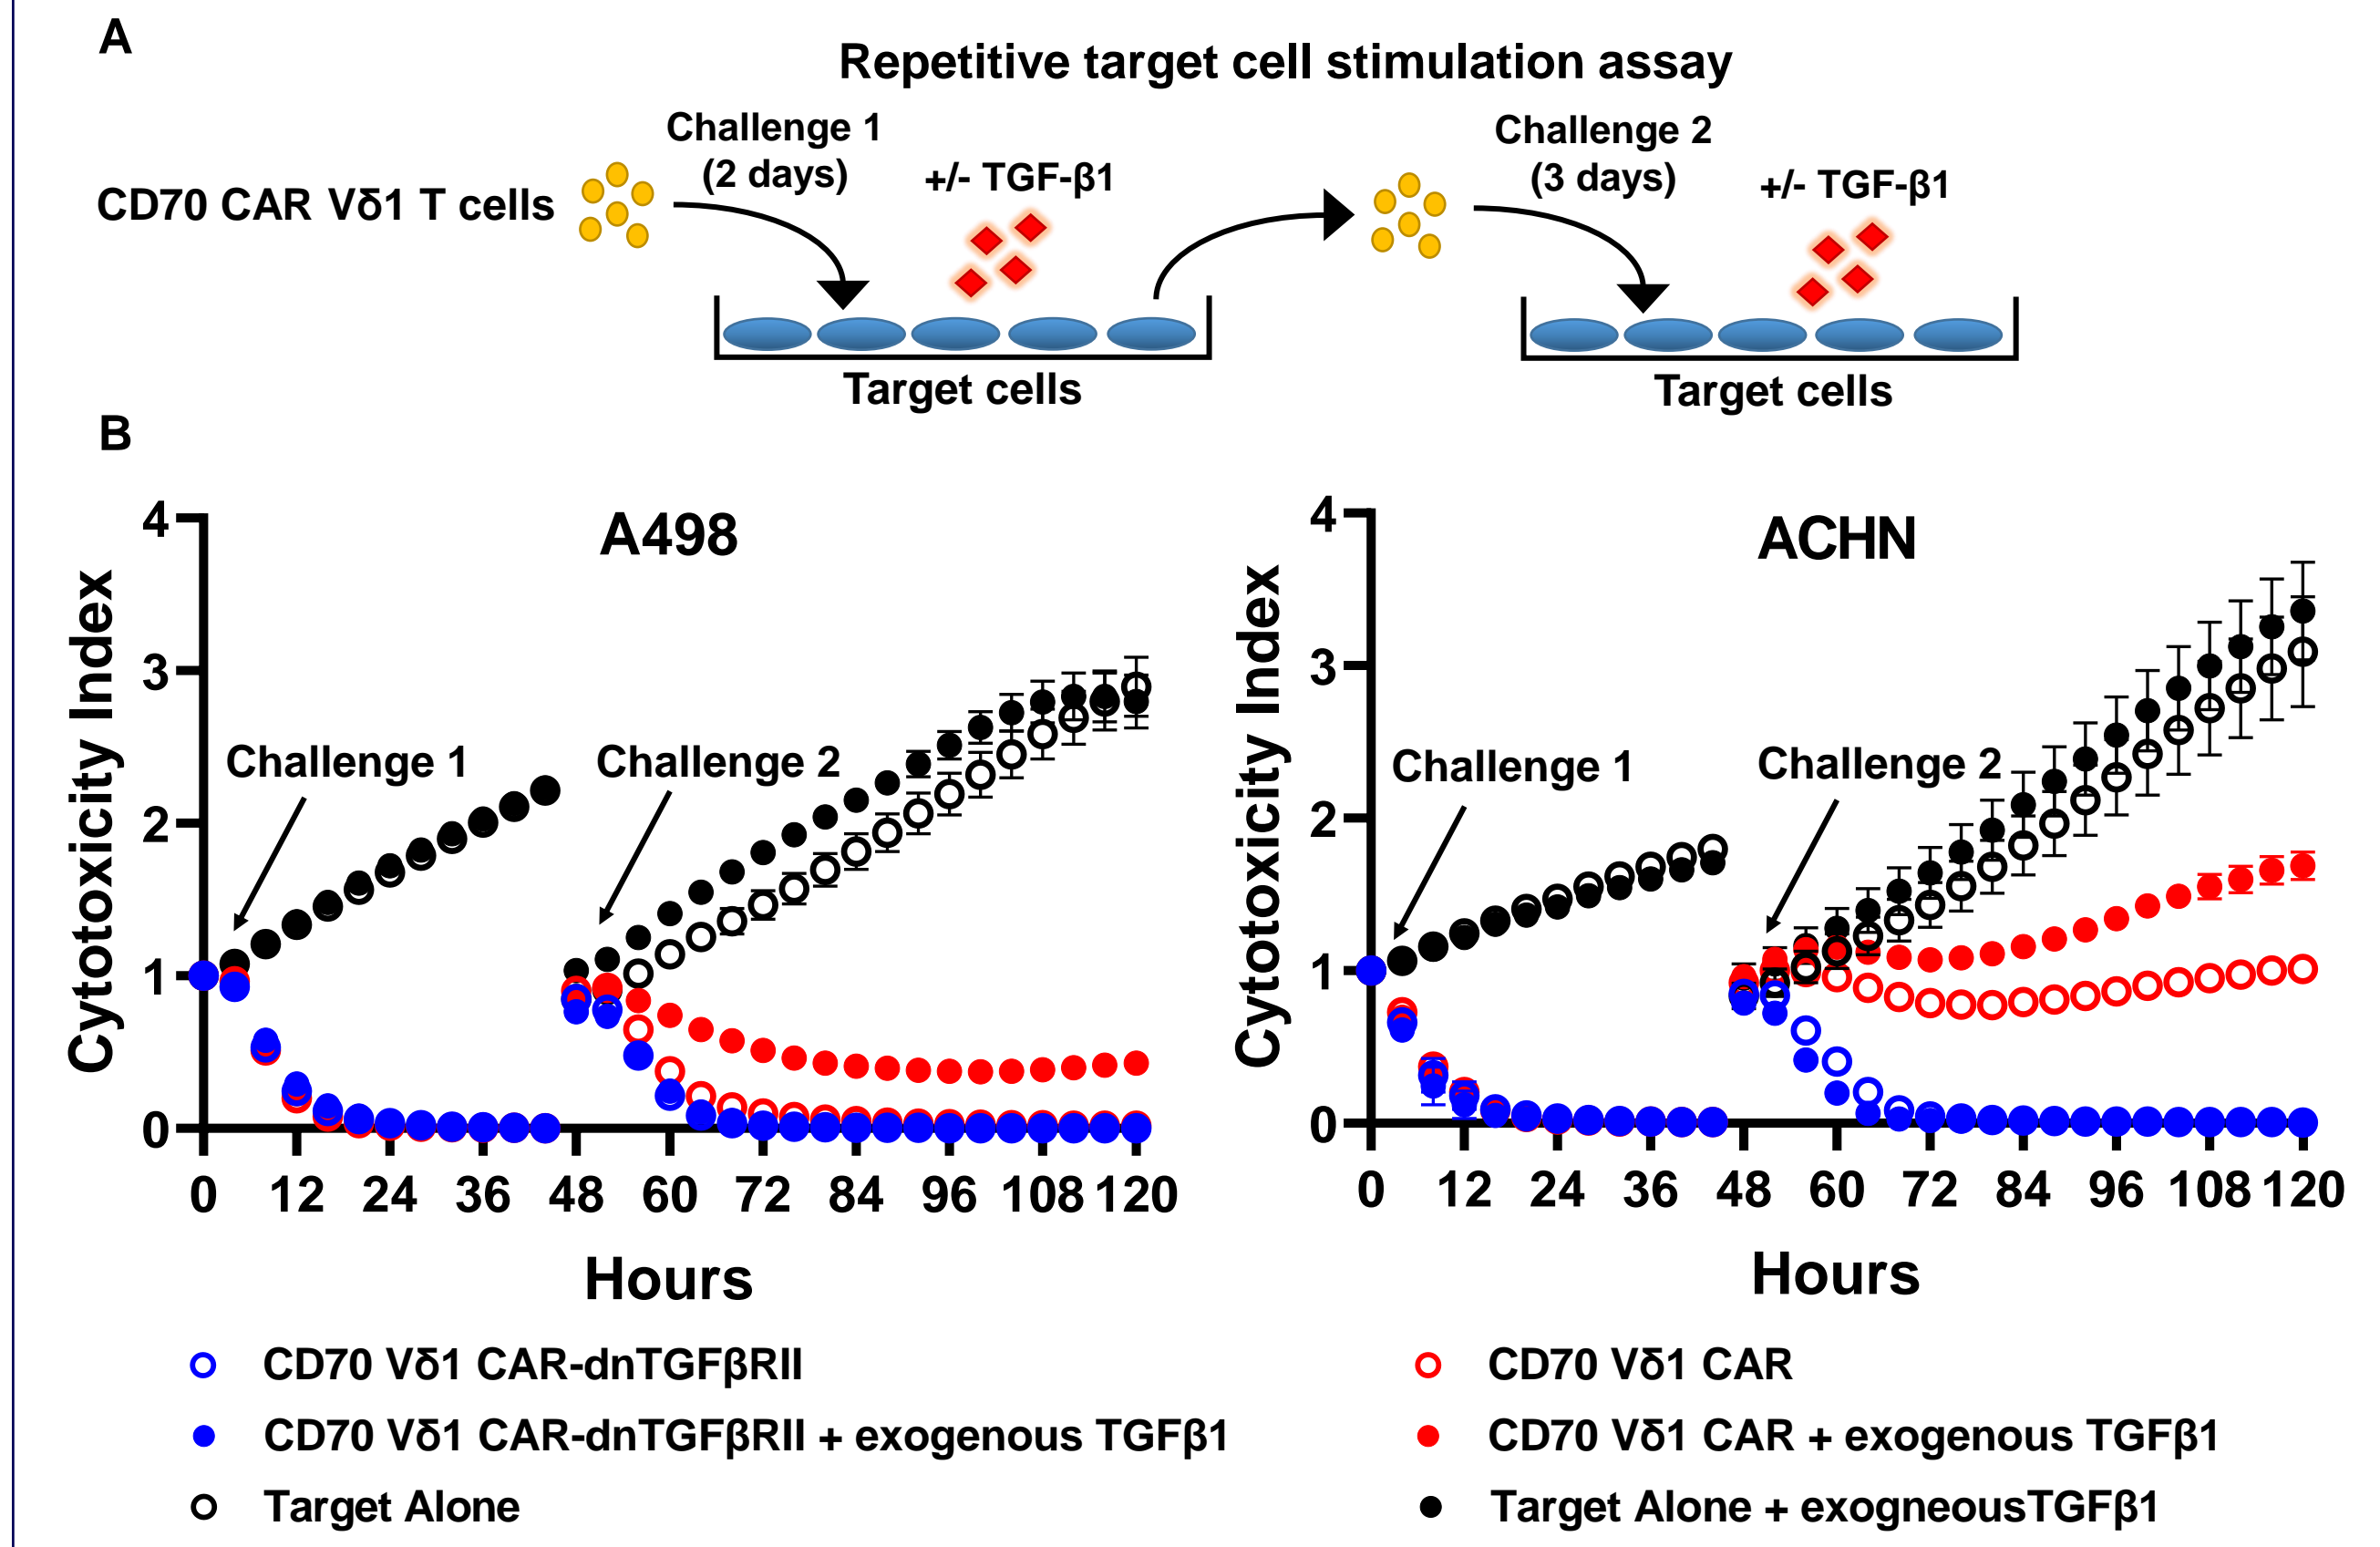 A
Repetitive target cell stimulation assay
Challenge 1
(2 days)
+/- TGF-β1
Challenge 2
(3 days)
+/- TGF-β1
CD70 CAR Vδ1 T cells
Target cells
Target cells
B
A498
Cytotoxicity Index
4
3
2
1
0
Challenge 1
Challenge 2
0 12 24 36 48 60 72 84 96 108 120
Hours
ACHN
Cytotoxicity Index
4
3
2
1
0
Challenge 1
Challenge 2
0 12 24 36 48 60 72 84 96 108 120
Hours
CD70 Vδ1 CAR-dnTGFβRII
CD70 Vδ1 CAR-dnTGFβRII + exogenous TGFβ1
Target Alone
CD70 Vδ1 CAR
CD70 Vδ1 CAR + exogenous TGFβ1
Target Alone + exogneousTGFβ1